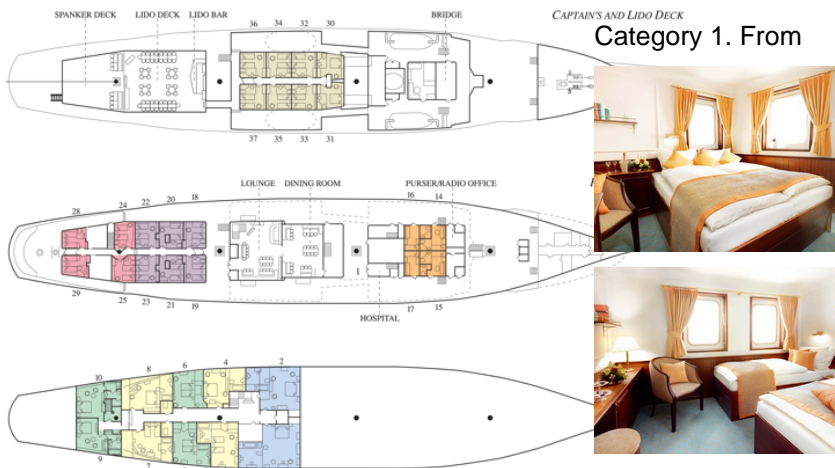 CAPTAIN'S AND LIDO DECK
SPANKER DECK LIDO DECK LIDO BAR BRIDGE
Category 1. From
36 34 32 30
37 35 33 31
LOUNGE DINING ROOM PURSER/RADIO OFFICE
28 24 22 20 18 16 14
1
29 25 23 21 19 17 15
HOSPITAL
10 8 6 4 2
9 7